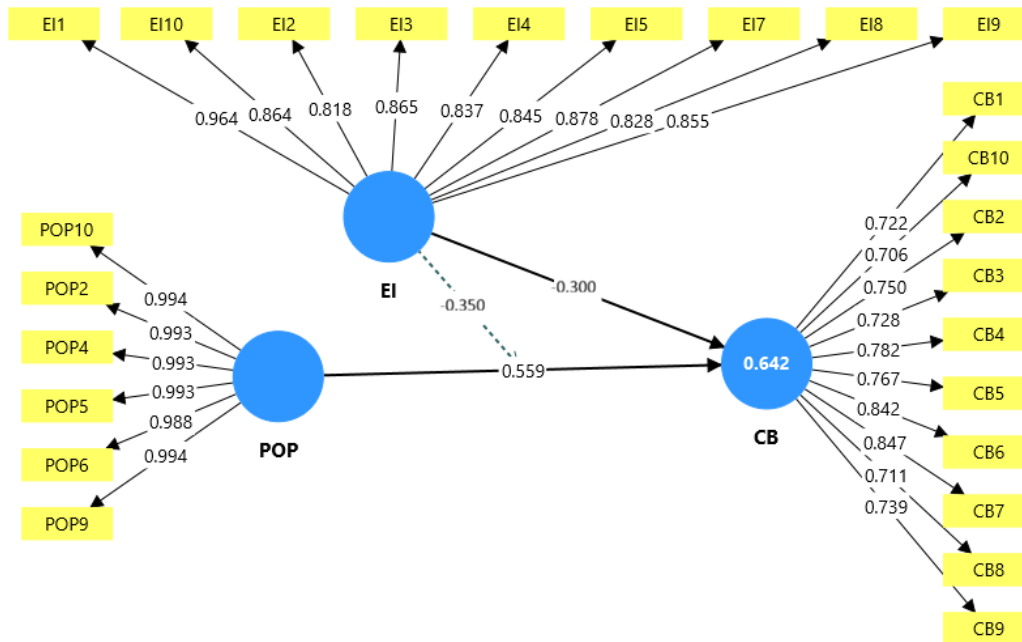 EI1 EI10 EI2 EI3 EI4 EI5 EI7 EI8 EI9
0.964 0.864 0.818 0.865 0.837 0.845 0.878 0.828 0.855
EI
POP10
POP2
POP4
POP5
POP6
POP9
0.994
0.993
0.993
0.993
0.988
0.994
POP
-0.350
-0.300
0.559
0.642
CB
0.722
0.706
0.750
0.728
0.782
0.767
0.842
0.847
0.711
0.739
CB1
CB10
CB2
CB3
CB4
CB5
CB6
CB7
CB8
CB9